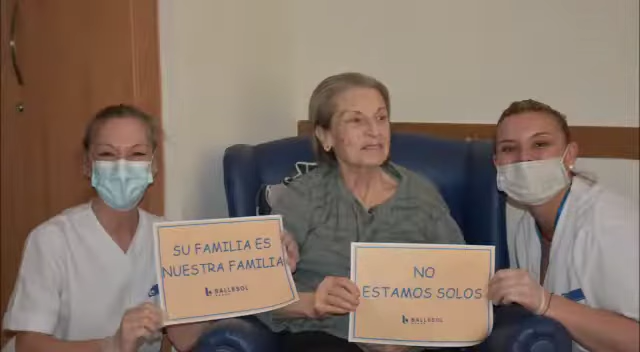 SU FAMILIA ES
NUESTRA FAMILIA
BALLESOL
NO
ESTAMOS SOLOS
BALLESOL